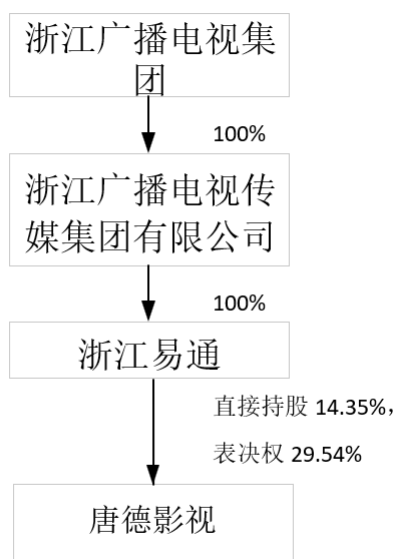 浙江广播电视集
团
100%
浙江广播电视传
媒集团有限公司
100%
浙江易通
直接持股 14.35%，
表决权 29.54%
唐德影视